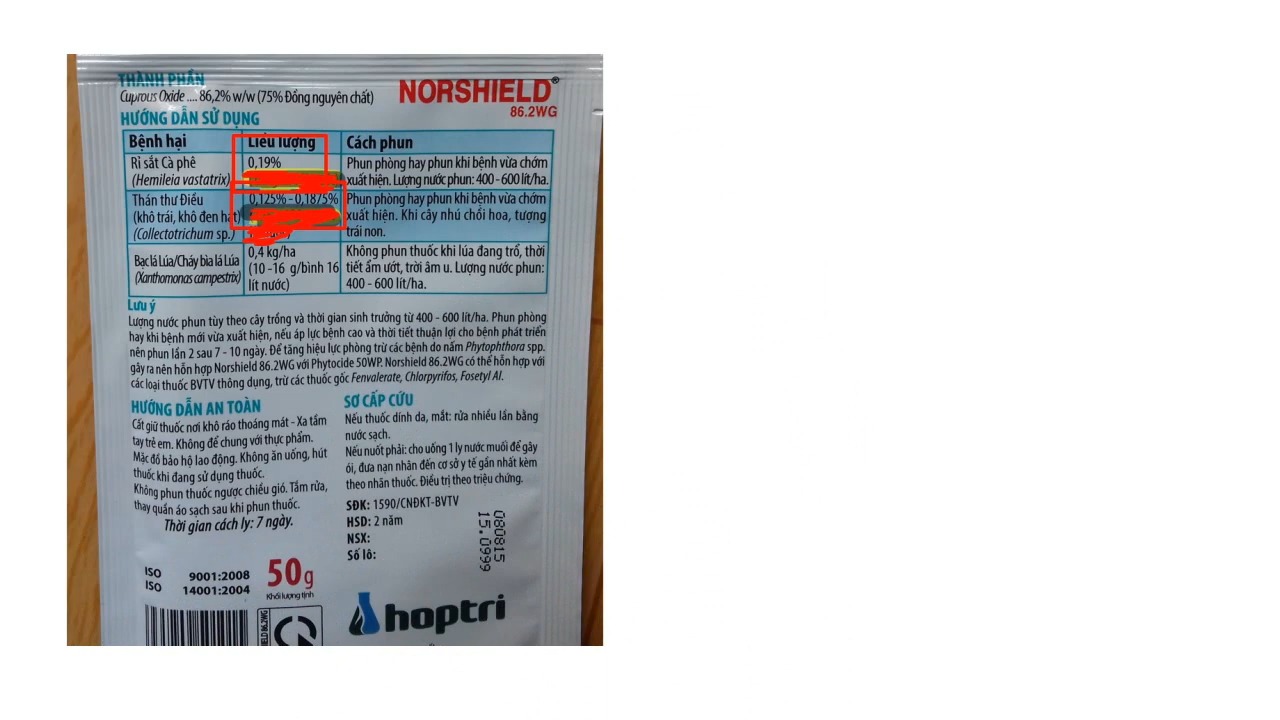 THÀNH PHẦN
Cuprous Oxide .... 86,2% w/w (75% Đồng nguyên chất)
NORSHIELD®
86.2WG
HƯỚNG DẪN SỬ DỤNG
Bệnh hại Liều lượng Cách phun
Rỉ sắt Cà phê
(Hemileia vastatrix)
0,19%
Phun phòng hay phun khi bệnh vừa chớm
xuất hiện. Lượng nước phun: 400 - 600 lít/ha.
Thán thư Điều
(khô trái, khô đen hạt)
(Collectotrichum sp.)
0,125% - 0,1875%
Phun phòng hay phun khi bệnh vừa chớm
xuất hiện. Khi cây nhú chồi hoa, tượng
trái non.
Bạc lá Lúa/Cháy bìa lá Lúa
(Xanthomonas campestrix)
0,4 kg/ha
(10 -16 g/bình 16
lít nước)
Không phun thuốc khi lúa đang trổ, thời
tiết ẩm ướt, trời âm u. Lượng nước phun:
400 - 600 lít/ha.
Lưu ý
Lượng nước phun tùy theo cây trồng và thời gian sinh trưởng từ 400 - 600 lít/ha. Phun phòng
hay khi bệnh mới vừa xuất hiện, nếu áp lực bệnh cao và thời tiết thuận lợi cho bệnh phát triển
nên phun lần 2 sau 7 - 10 ngày. Để tăng hiệu lực phòng trừ các bệnh do nấm Phytophthora spp.
gây ra nên hỗn hợp Norshield 86.2WG với Phytocide 50WP. Norshield 86.2WG có thể hỗn hợp với
các loại thuốc BVTV thông dụng, trừ các thuốc gốc Fenvalerate, Chlorpyrifos, Fosetyl Al.
HƯỚNG DẪN AN TOÀN
Cất giữ thuốc nơi khô ráo thoáng mát - Xa tầm
tay trẻ em. Không để chung với thực phẩm.
Mặc đồ bảo hộ lao động. Không ăn uống, hút
thuốc khi đang sử dụng thuốc.
Không phun thuốc ngược chiều gió. Tắm rửa,
thay quần áo sạch sau khi phun thuốc.
Thời gian cách ly: 7 ngày.
SƠ CẤP CỨU
Nếu thuốc dính da, mắt: rửa nhiều lần bằng
nước sạch.
Nếu nuốt phải: cho uống 1 ly nước muối để gây
ói, đưa nạn nhân đến cơ sở y tế gần nhất kèm
theo nhãn thuốc. Điều trị theo triệu chứng.
SĐK: 1590/CNĐKT-BVTV
HSD: 2 năm
NSX:
Số lô:
080815
15.0999
ISO 9001:2008
ISO 14001:2004
50g
Khối lượng tịnh
hoptri